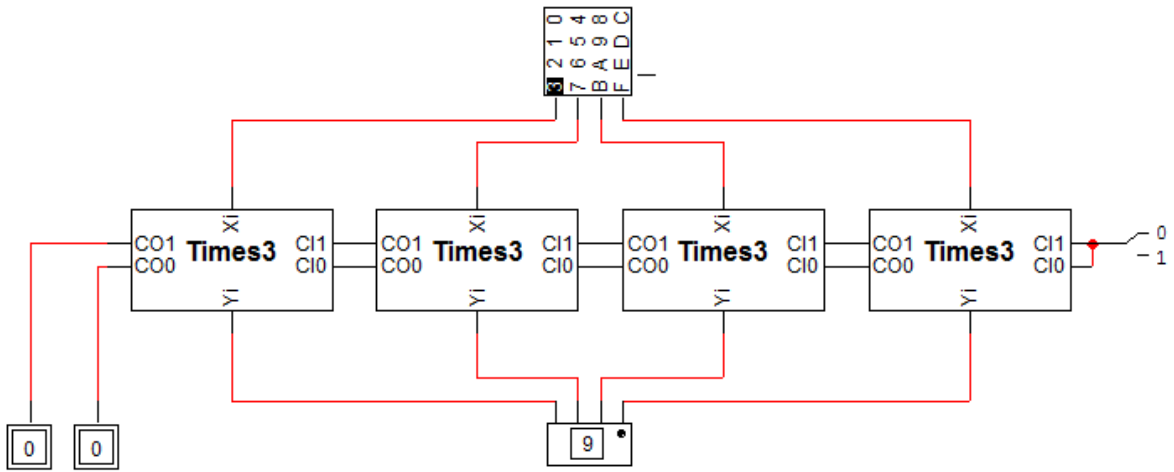 0 4 8 C
1 5 9 D
2 6 A E
3 7 B F
Xi Xi Xi Xi
CO1 Times3 CI1 CO1 Times3 CI1 CO1 Times3 CI1 CO1 Times3 CI1 0
CO0 CI0 CO0 CI0 CO0 CI0 CO0 CI0 1
Yi Yi Yi Yi
0 0 9